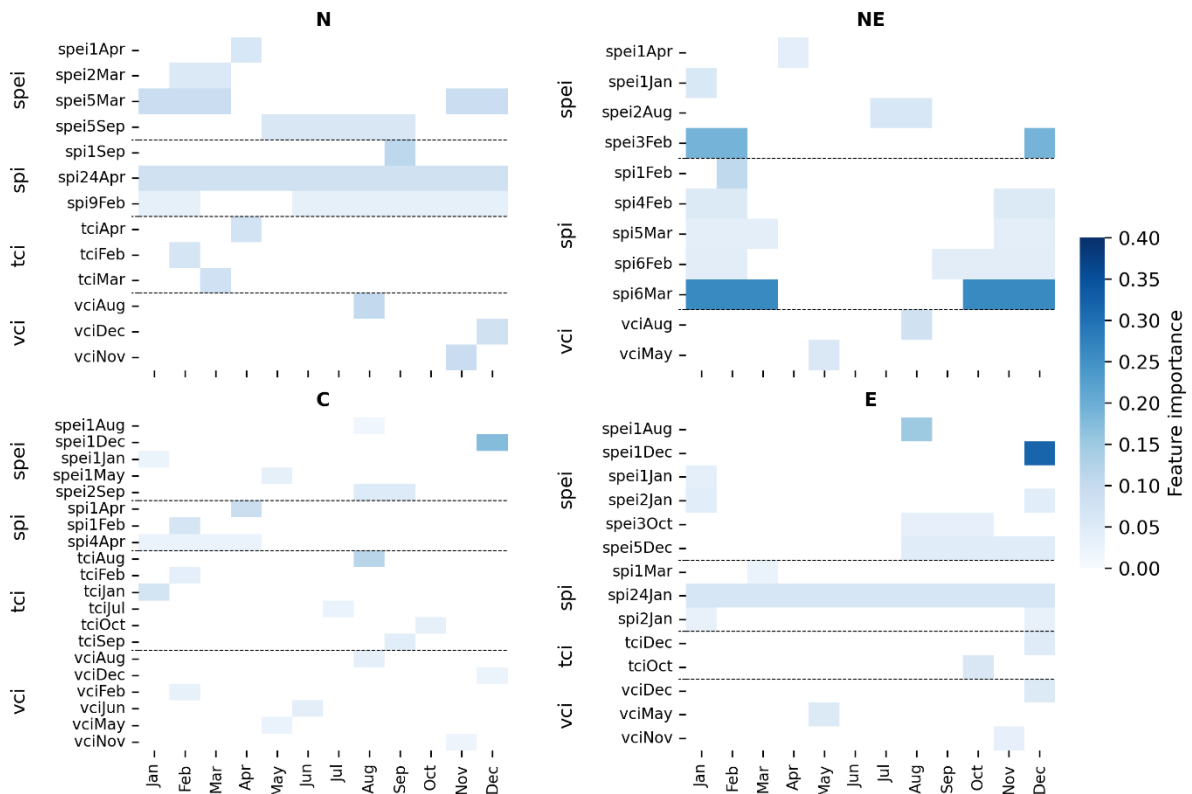 N
spei
spei1Apr
spei2Mar
spei5Mar
spei5Sep
spi
spi1Sep
spi24Apr
spi9Feb
tci
tciApr
tciFeb
tciMar
vci
vciAug
vciDec
vciNov
NE
spei
spei1Apr
spei1Jan
spei2Aug
spei3Feb
spi
spi1Feb
spi4Feb
spi5Mar
spi6Feb
spi6Mar
vci
vciAug
vciMay
C
spei
spei1Aug
spei1Dec
spei1Jan
spei1May
spei2Sep
spi
spi1Apr
spi1Feb
spi4Apr
tci
tciAug
tciFeb
tciJan
tciJul
tciOct
tciSep
vci
vciAug
vciDec
vciFeb
vciJun
vciMay
vciNov
Jan Feb Mar Apr May Jun Jul Aug Sep Oct Nov Dec
E
spei
spei1Aug
spei1Dec
spei1Jan
spei2Jan
spei3Oct
spei5Dec
spi
spi1Mar
spi24Jan
spi2Jan
tci
tciDec
tciOct
vci
vciDec
vciMay
vciNov
Jan Feb Mar Apr May Jun Jul Aug Sep Oct Nov Dec
0.40
0.35
0.30
0.25
0.20
0.15
0.10
0.05
0.00
Feature importance